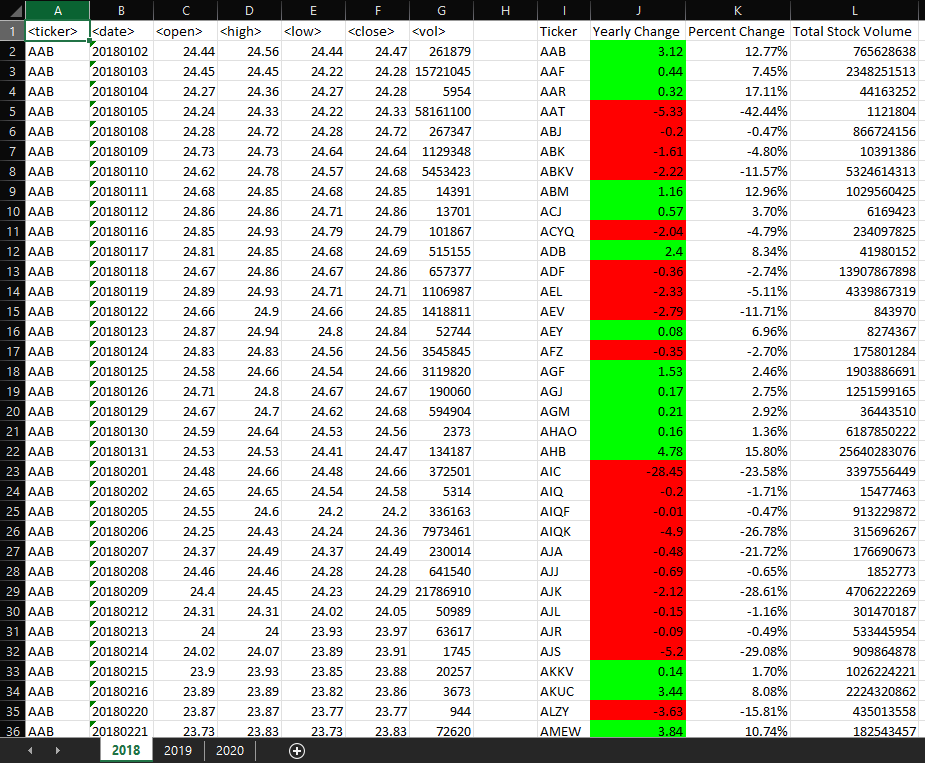 A B C D E F G H I J K L
1 <ticker> <date> <open> <high> <low> <close> <vol> Ticker Yearly Change Percent Change Total Stock Volume
2 AAB 20180102 24.44 24.56 24.44 24.47 261879 AAB 3.12 12.77% 765628638
3 AAB 20180103 24.45 24.45 24.22 24.28 15721045 AAF 0.44 7.45% 2348251513
4 AAB 20180104 24.27 24.36 24.27 24.28 5954 AAR 0.32 17.11% 44163252
5 AAB 20180105 24.24 24.33 24.22 24.33 58161100 AAT -5.33 -42.44% 1121804
6 AAB 20180108 24.28 24.72 24.28 24.72 267347 ABJ -0.2 -0.47% 866724156
7 AAB 20180109 24.73 24.73 24.64 24.64 1129348 ABK -1.61 -4.80% 10391386
8 AAB 20180110 24.62 24.78 24.57 24.68 5453423 ABKV -2.22 -11.57% 5324614313
9 AAB 20180111 24.68 24.85 24.68 24.85 14391 ABM 1.16 12.96% 1029560425
10 AAB 20180112 24.86 24.86 24.71 24.86 13701 ACJ 0.57 3.70% 6169423
11 AAB 20180116 24.85 24.93 24.79 24.79 101867 ACYQ -2.04 -4.79% 234097825
12 AAB 20180117 24.81 24.85 24.68 24.69 515155 ADB 2.4 8.34% 41980152
13 AAB 20180118 24.67 24.86 24.67 24.86 657377 ADF -0.36 -2.74% 13907867898
14 AAB 20180119 24.89 24.93 24.71 24.71 1106987 AEL -2.33 -5.11% 4339867319
15 AAB 20180122 24.66 24.9 24.66 24.85 1418811 AEV -2.79 -11.71% 843970
16 AAB 20180123 24.87 24.94 24.8 24.84 52744 AEY 0.08 6.96% 8274367
17 AAB 20180124 24.83 24.83 24.56 24.56 3545845 AFZ -0.35 -2.70% 175801284
18 AAB 20180125 24.58 24.66 24.54 24.66 3119820 AGF 1.53 2.46% 1903886691
19 AAB 20180126 24.71 24.8 24.67 24.67 190060 AGJ 0.17 2.75% 1251599165
20 AAB 20180129 24.67 24.7 24.62 24.68 594904 AGM 0.21 2.92% 36443510
21 AAB 20180130 24.59 24.64 24.53 24.56 2373 AHAO 0.16 1.36% 6187850222
22 AAB 20180131 24.53 24.53 24.41 24.47 134187 AHB 4.78 15.80% 25640283076
23 AAB 20180201 24.48 24.66 24.48 24.66 372501 AIC -28.45 -23.58% 3397556449
24 AAB 20180202 24.65 24.65 24.54 24.58 5314 AIQ -0.2 -1.71% 15477463
25 AAB 20180205 24.55 24.6 24.2 24.2 336163 AIQF -0.01 -0.47% 913229872
26 AAB 20180206 24.25 24.43 24.24 24.36 7973461 AIQK -4.9 -26.78% 315696267
27 AAB 20180207 24.37 24.49 24.37 24.49 230014 AJA -0.48 -21.72% 176690673
28 AAB 20180208 24.46 24.46 24.28 24.28 641540 AJJ -0.69 -0.65% 1852773
29 AAB 20180209 24.4 24.45 24.23 24.29 21786910 AJK -2.12 -28.61% 4706222269
30 AAB 20180212 24.31 24.31 24.02 24.05 50989 AJL -0.15 -1.16% 301470187
31 AAB 20180213 24 24 23.93 23.97 63617 AJR -0.09 -0.49% 533445954
32 AAB 20180214 24.02 24.07 23.89 23.91 1745 AJS -5.2 -29.08% 909864878
33 AAB 20180215 23.9 23.93 23.85 23.88 20257 AKKV 0.14 1.70% 1026224221
34 AAB 20180216 23.89 23.89 23.82 23.86 3673 AKUC 3.44 8.08% 2224320862
35 AAB 20180220 23.87 23.87 23.77 23.77 944 ALZY -3.63 -15.81% 435013558
36 AAB 20180221 23.73 23.83 23.73 23.83 72620 AMEW 3.84 10.74% 182543457
2018 2019 2020